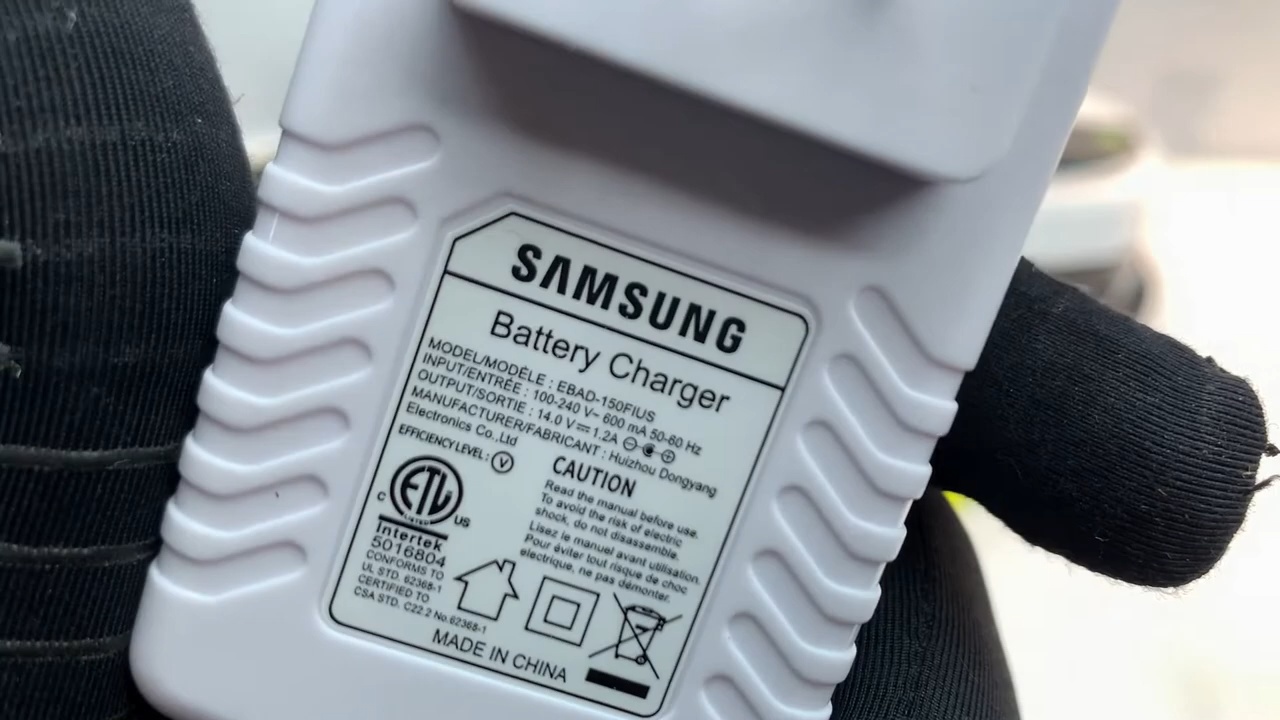 SAMSUNG
Battery Charger
MODEL/MODÈLE : EBAD-150FIUS
INPUT/ENTRÉE : 100-240 V~ 600 mA 50-60 Hz
OUTPUT/SORTIE : 14.0 V⎓1.2A
MANUFACTURER/FABRICANT : Huizhou Dongyang
Electronics Co.,Ltd
EFFICIENCY LEVEL : V
CAUTION
Read the manual before use.
To avoid the risk of electric
shock, do not disassemble.
Lisez le manuel avant utilisation.
Pour éviter tout risque de choc
électrique, ne pas démonter.
ETL
LISTED
C US
Intertek
5016804
CONFORMS TO
UL STD. 62368-1
CERTIFIED TO
CSA STD. C22.2 No.62368-1
MADE IN CHINA